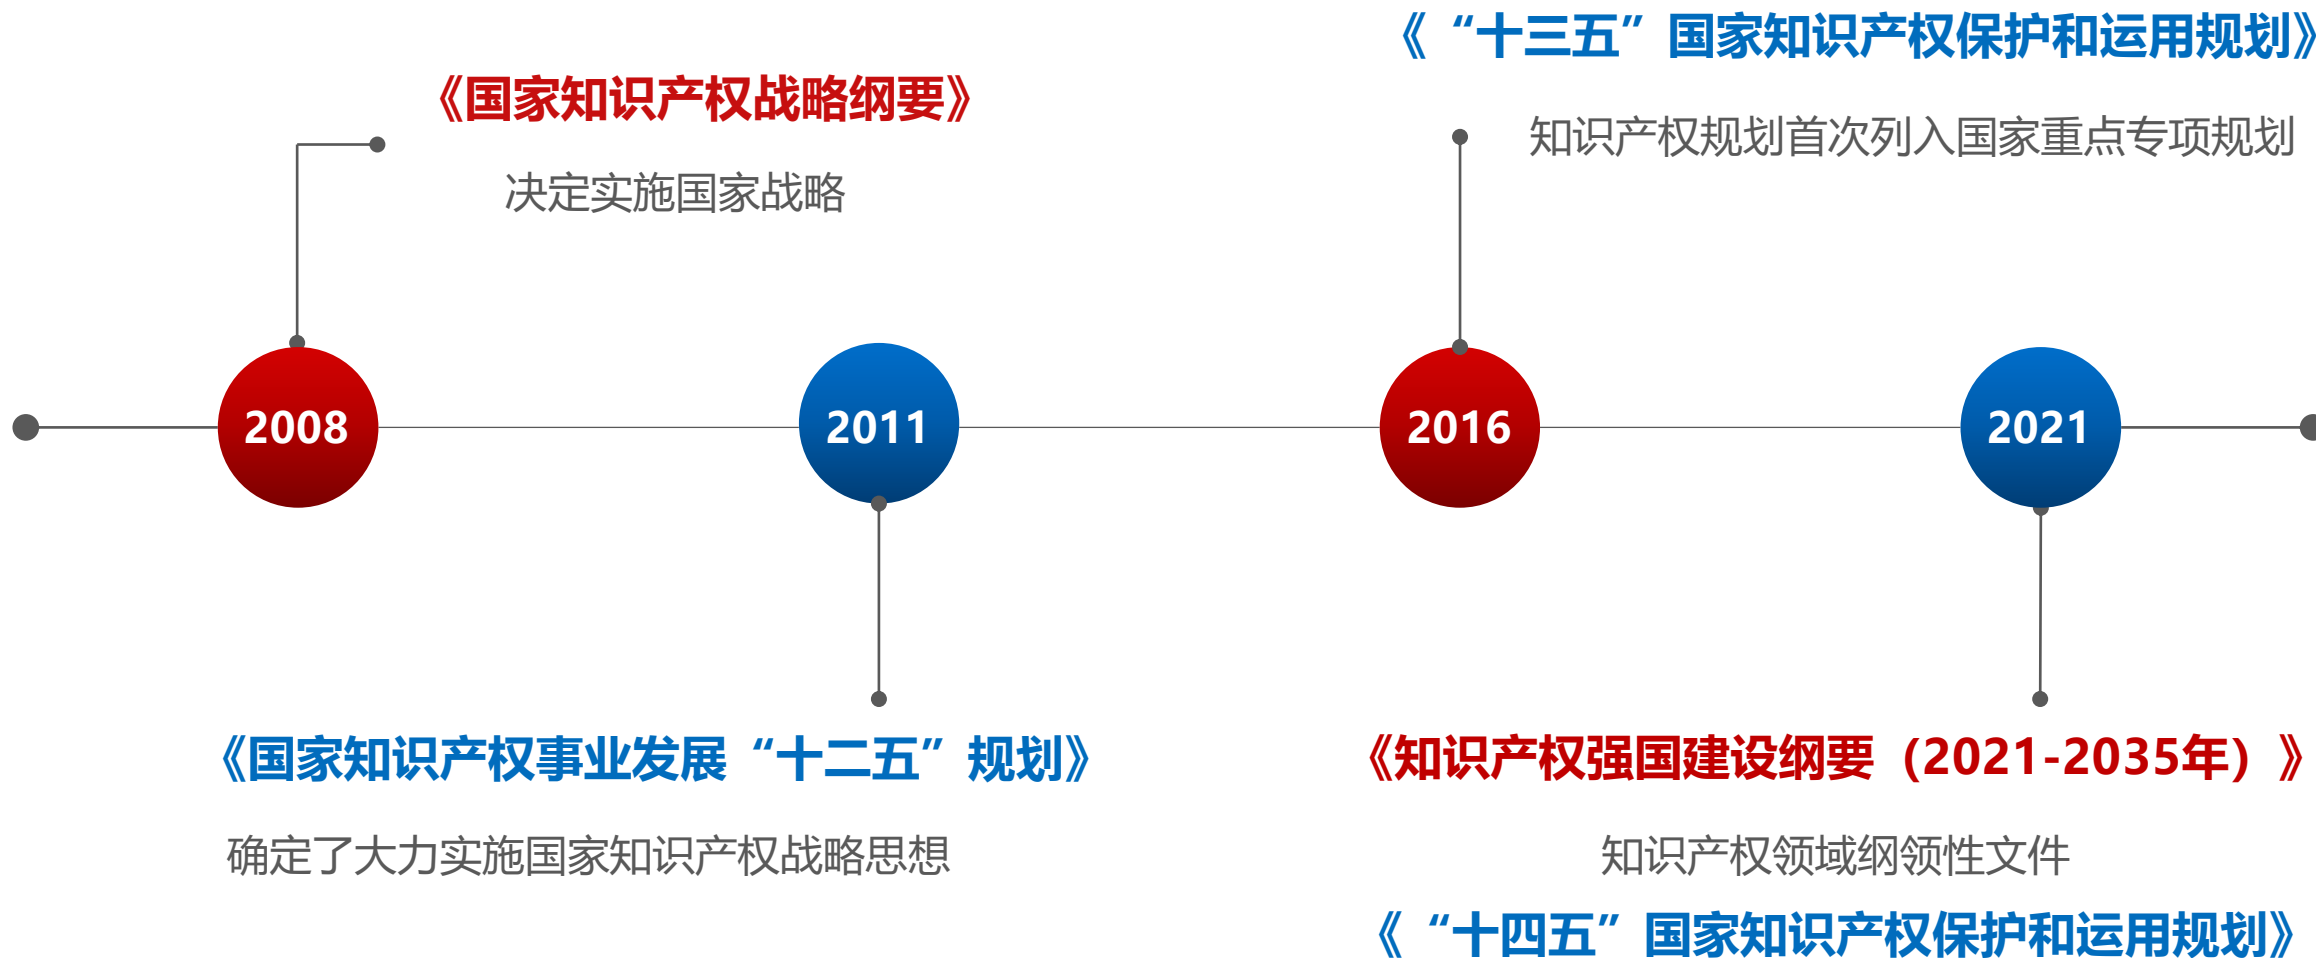 《“十三五”国家知识产权保护和运用规划》
《国家知识产权战略纲要》
知识产权规划首次列入国家重点专项规划
决定实施国家战略
2008
2011
2016
2021
《国家知识产权事业发展“十二五”规划》
《知识产权强国建设纲要（2021-2035年）》
确定了大力实施国家知识产权战略思想
知识产权领域纲领性文件
《“十四五”国家知识产权保护和运用规划》